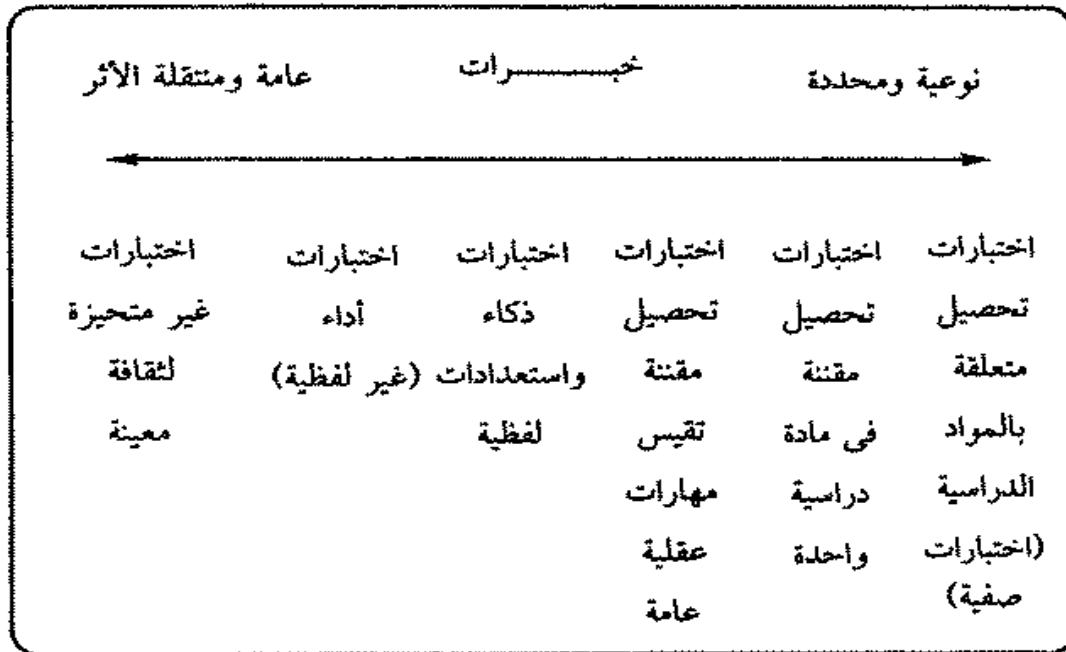 نوعية ومحددة خبـــــــرات عامة ومنتقلة الأثر
اختبارات اختبارات اختبارات اختبارات اختبارات اختبارات
تحصيل تحصيل تحصيل ذكاء أداء غير متحيزة
متعلقة مقننة مقننة واستعدادات (غير لفظية) لثقافة
بالمواد فى مادة تقيس لفظية معينة
الدراسية دراسية مهارات
(اختبارات واحدة عقلية
صفية) عامة